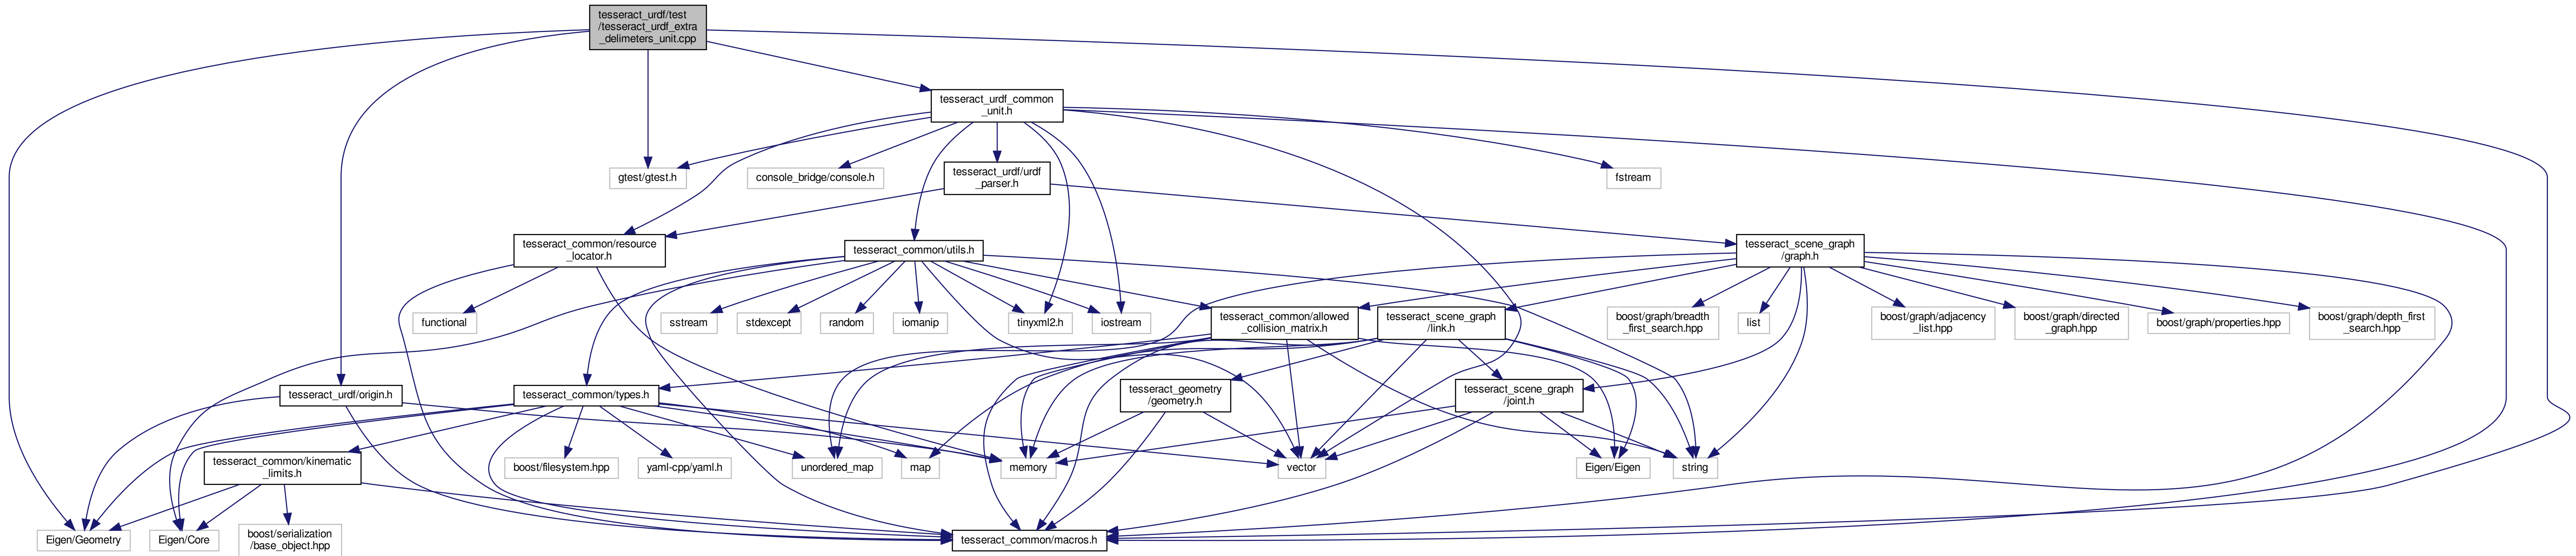 tesseract_urdf/test
/tesseract_urdf_extra
_delimeters_unit.cpp
tesseract_urdf_common
_unit.h
gtest/gtest.h
console_bridge/console.h
tesseract_urdf/urdf
_parser.h
fstream
tesseract_common/resource
_locator.h
tesseract_common/utils.h
tesseract_scene_graph
/graph.h
functional
sstream
stdexcept
random
iomanip
tinyxml2.h
iostream
tesseract_common/allowed
_collision_matrix.h
tesseract_scene_graph
/link.h
boost/graph/breadth
_first_search.hpp
list
boost/graph/adjacency
_list.hpp
boost/graph/directed
_graph.hpp
boost/graph/properties.hpp
boost/graph/depth_first
_search.hpp
tesseract_urdf/origin.h
tesseract_common/types.h
tesseract_geometry
/geometry.h
tesseract_scene_graph
/joint.h
tesseract_common/kinematic
_limits.h
boost/filesystem.hpp
yaml-cpp/yaml.h
unordered_map
map
memory
vector
Eigen/Eigen
string
Eigen/Geometry
Eigen/Core
boost/serialization
/base_object.hpp
tesseract_common/macros.h